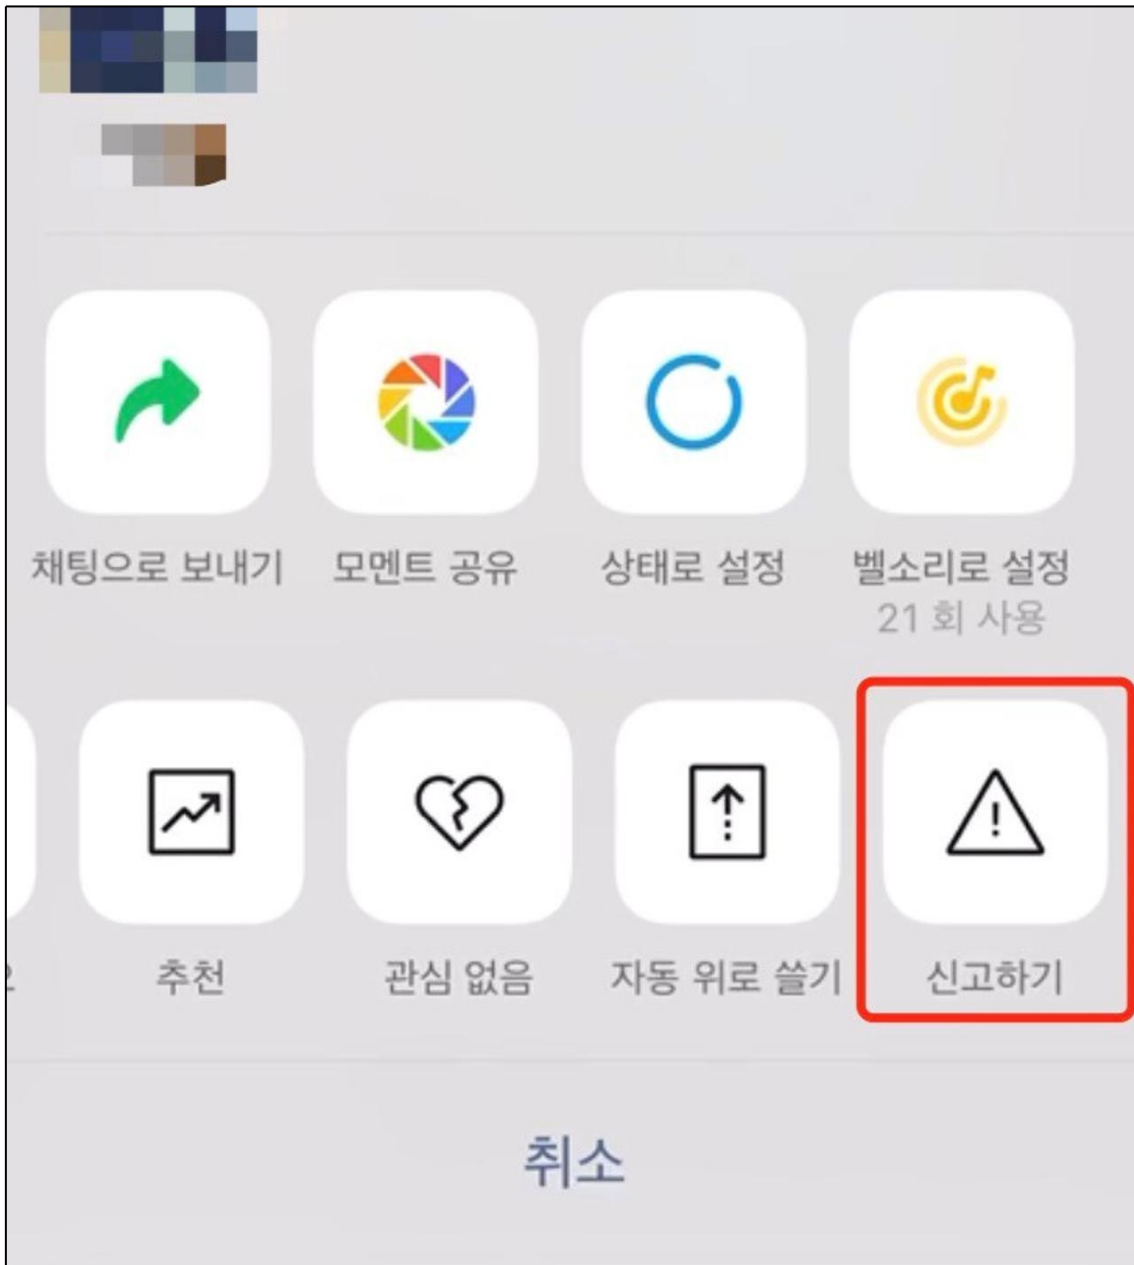 채팅으로 보내기
모멘트 공유
상태로 설정
벨소리로 설정
21 회 사용
추천
관심 없음
자동 위로 쓸기
신고하기
취소